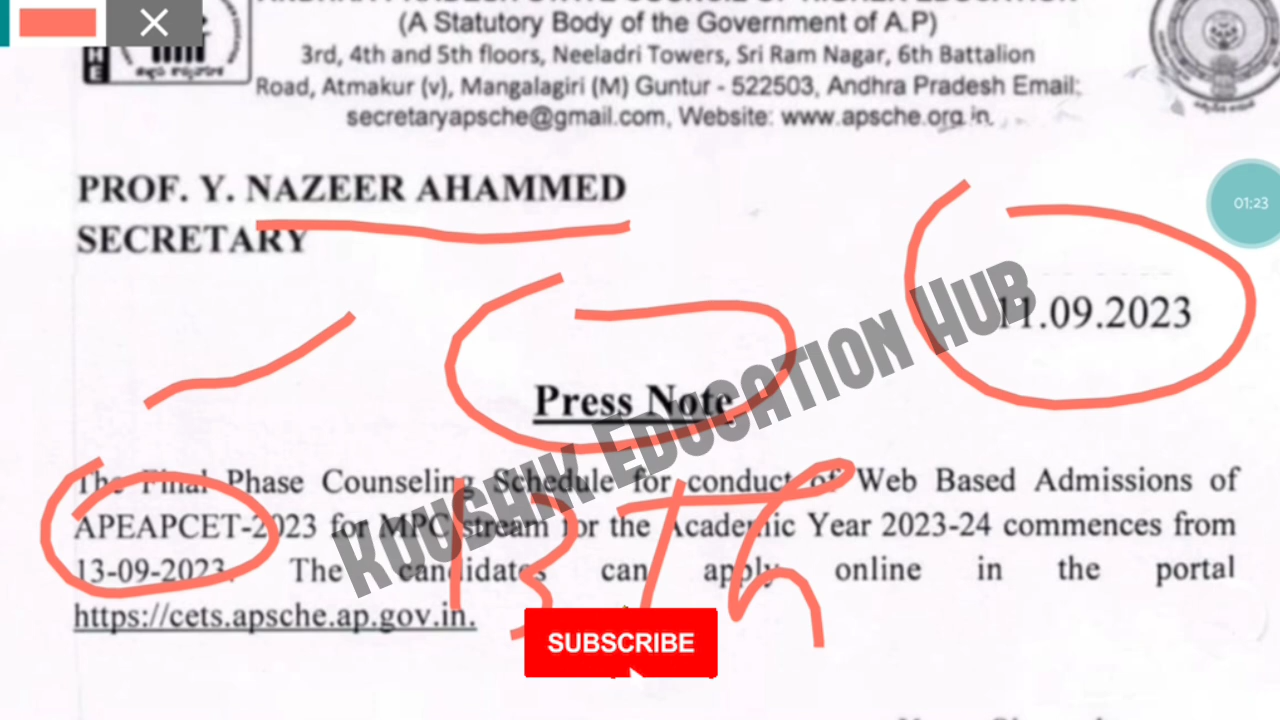 (A Statutory Body of the Government of A.P)
3rd, 4th and 5th floors, Neeladri Towers, Sri Ram Nagar, 6th Battalion
Road, Atmakur (v), Mangalagiri (M) Guntur - 522503, Andhra Pradesh Email:
secretaryapsche@gmail.com, Website: www.apsche.org.in
PROF. Y. NAZEER AHAMMED
SECRETARY
01:23
11.09.2023
Press Note
KOUSHIK EDUCATION HUB
The Final Phase Counseling Schedule for conduct of Web Based Admissions of
APEAPCET-2023 for MPC stream for the Academic Year 2023-24 commences from
13-09-2023. The candidates can apply online in the portal
https://cets.apsche.ap.gov.in.
13Th
SUBSCRIBE